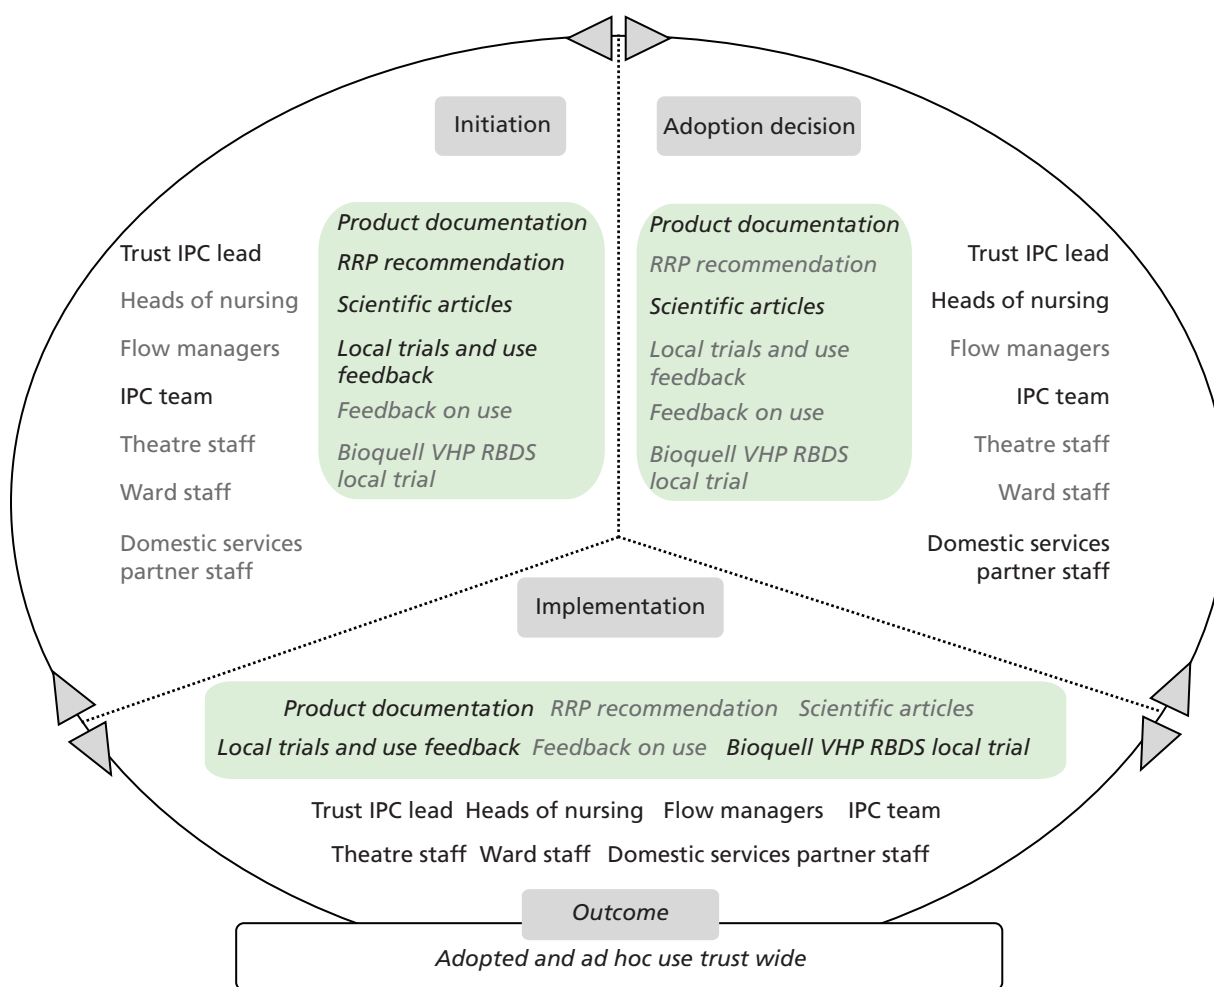 Initiation
Adoption decision
Trust IPC lead
Heads of nursing
Flow managers
IPC team
Theatre staff
Ward staff
Domestic services
partner staff
Product documentation
RRP recommendation
Scientific articles
Local trials and use
feedback
Feedback on use
Bioquell VHP RBDS
local trial
Product documentation
RRP recommendation
Scientific articles
Local trials and use
feedback
Feedback on use
Bioquell VHP RBDS
local trial
Trust IPC lead
Heads of nursing
Flow managers
IPC team
Theatre staff
Ward staff
Domestic services
partner staff
Implementation
Product documentation RRP recommendation Scientific articles
Local trials and use feedback Feedback on use Bioquell VHP RBDS local trial
Trust IPC lead Heads of nursing Flow managers IPC team
Theatre staff Ward staff Domestic services partner staff
Outcome
Adopted and ad hoc use trust wide